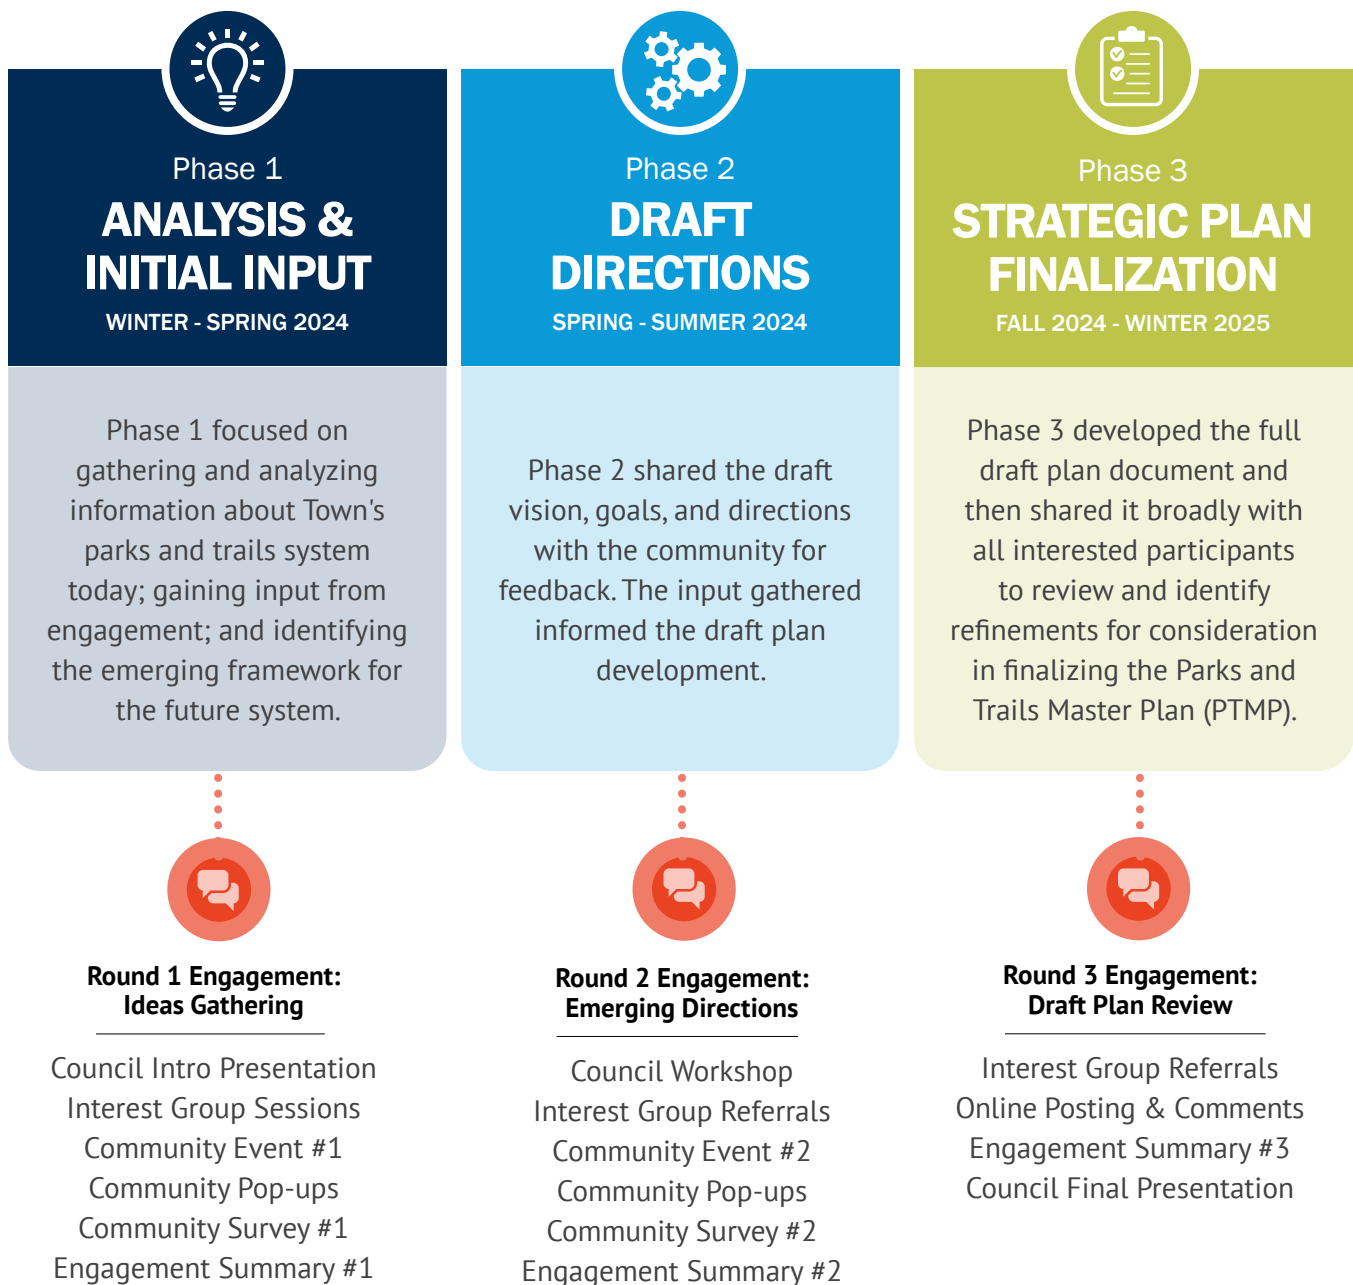 Phase 1
ANALYSIS &
INITIAL INPUT
WINTER - SPRING 2024
Phase 1 focused on
gathering and analyzing
information about Town's
parks and trails system
today; gaining input from
engagement; and identifying
the emerging framework for
the future system.
Round 1 Engagement:
Ideas Gathering
Council Intro Presentation
Interest Group Sessions
Community Event #1
Community Pop-ups
Community Survey #1
Engagement Summary #1
Phase 2
DRAFT
DIRECTIONS
SPRING - SUMMER 2024
Phase 2 shared the draft
vision, goals, and directions
with the community for
feedback. The input gathered
informed the draft plan
development.
Round 2 Engagement:
Emerging Directions
Council Workshop
Interest Group Referrals
Community Event #2
Community Pop-ups
Community Survey #2
Engagement Summary #2
Phase 3
STRATEGIC PLAN
FINALIZATION
FALL 2024 - WINTER 2025
Phase 3 developed the full
draft plan document and
then shared it broadly with
all interested participants
to review and identify
refinements for consideration
in finalizing the Parks and
Trails Master Plan (PTMP).
Round 3 Engagement:
Draft Plan Review
Interest Group Referrals
Online Posting & Comments
Engagement Summary #3
Council Final Presentation